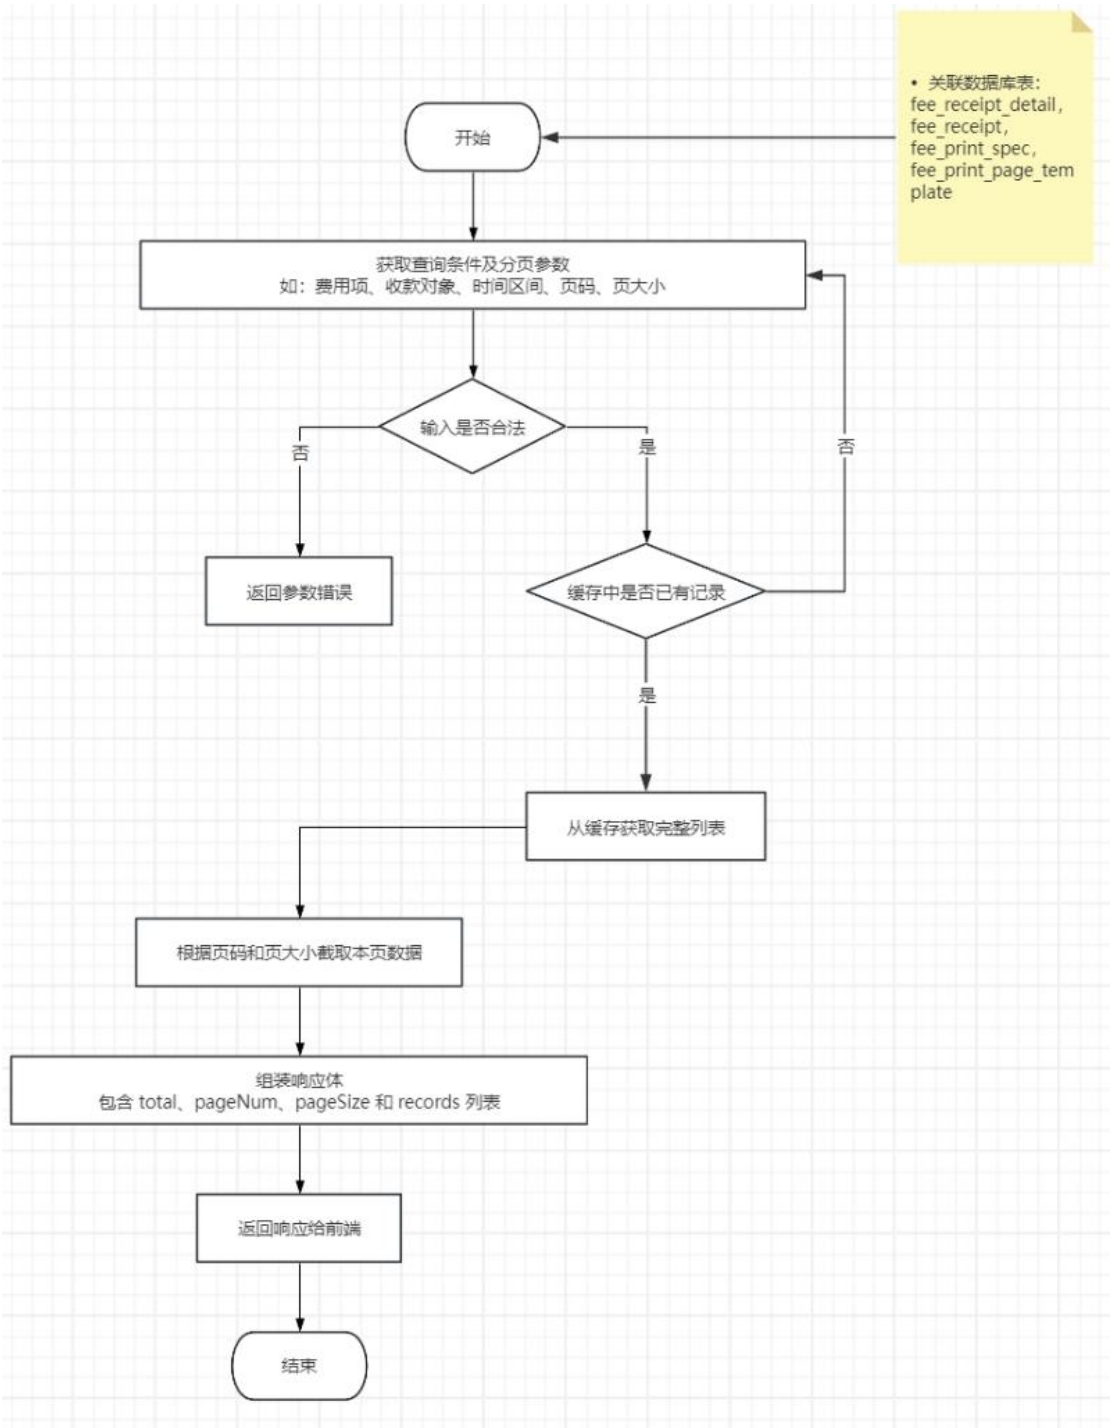 • 关联数据库表：
fee_receipt_detail，
fee_receipt，
fee_print_spec，
fee_print_page_tem
plate
开始
获取查询条件及分页参数
如：费用项、收款对象、时间区间、页码、页大小
输入是否合法
否
是
否
返回参数错误
缓存中是否已有记录
是
从缓存获取完整列表
根据页码和页大小截取本页数据
组装响应体
包含 total、pageNum、pageSize 和 records 列表
返回响应给前端
结束